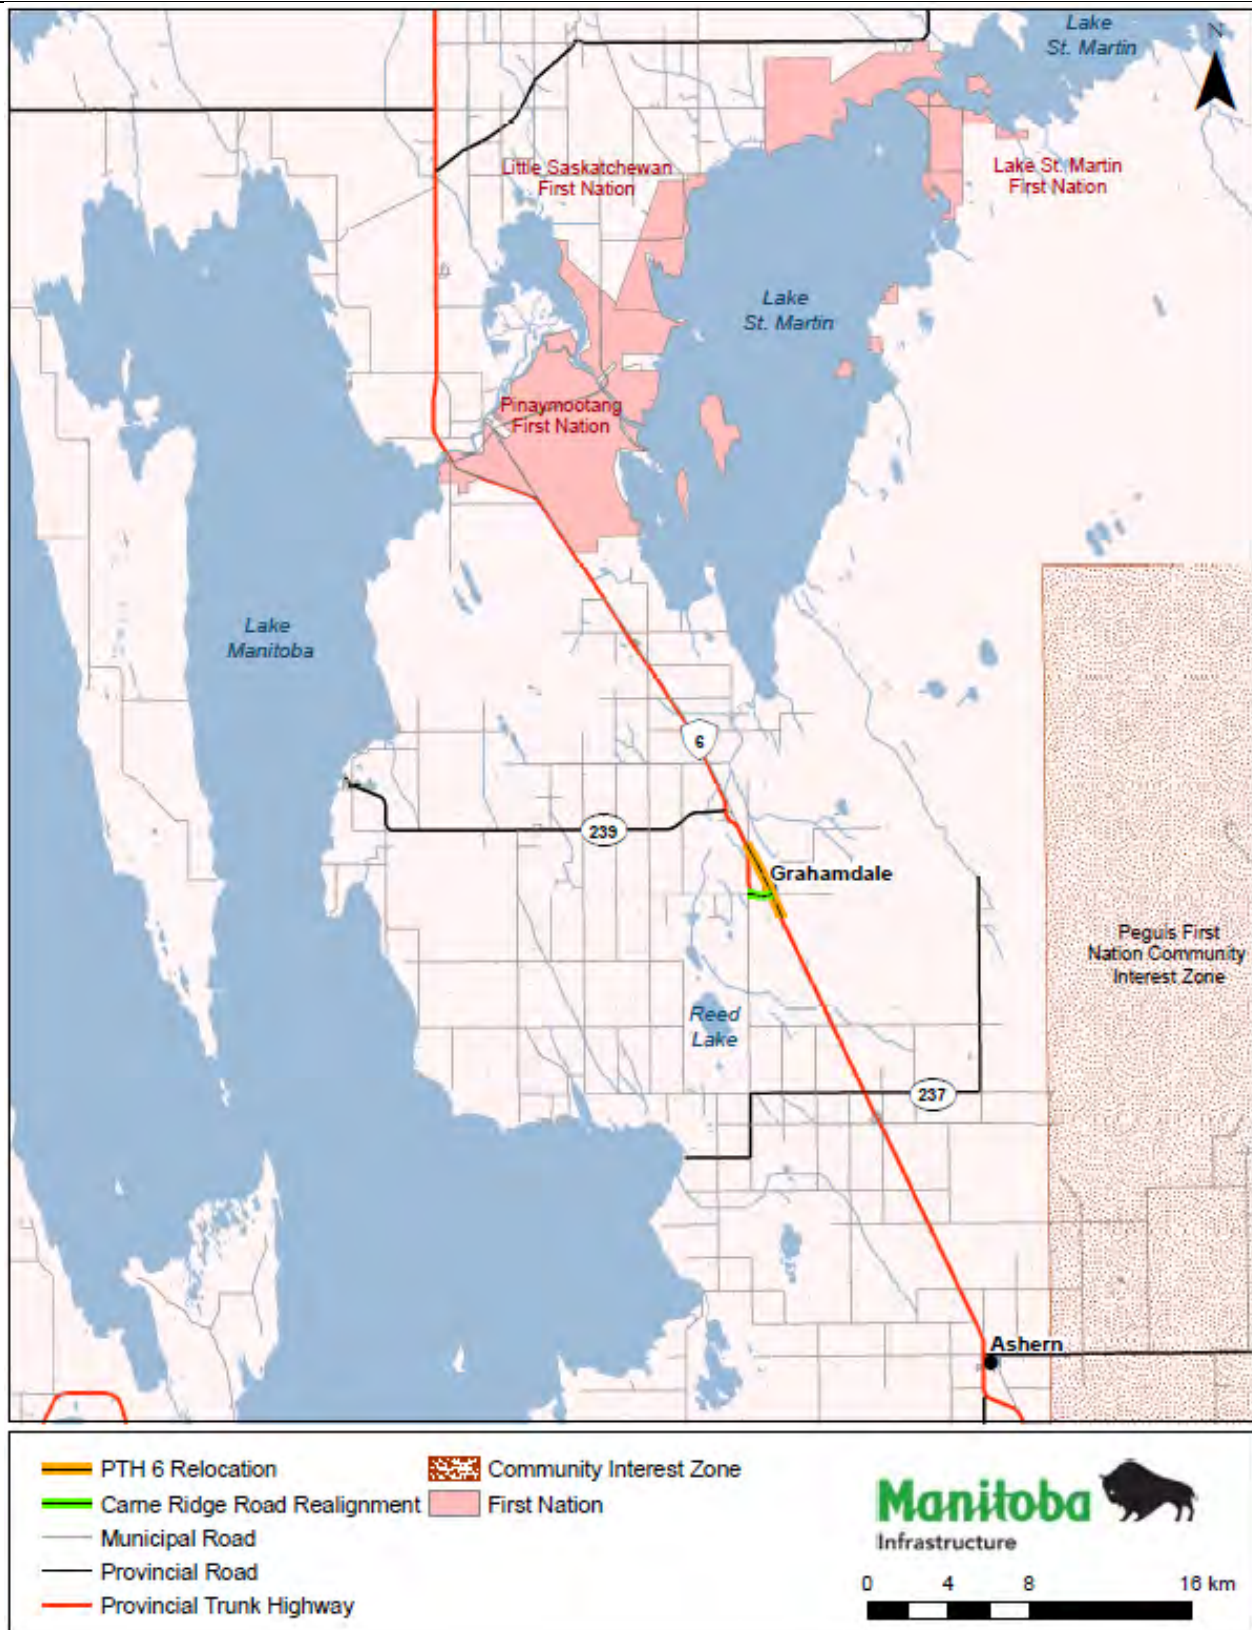 Lake
St. Martin
N
Little Saskatchewan
First Nation
Lake St. Martin
First Nation
Lake
St. Martin
Pinaymootang
First Nation
Lake
Manitoba
6
239
Grahamdale
Peguis First
Nation Community
Interest Zone
Reed
Lake
237
Ashern
PTH 6 Relocation
Carne Ridge Road Realignment
Municipal Road
Provincial Road
Provincial Trunk Highway
Community Interest Zone
First Nation
Manitoba
Infrastructure
0 4 8 16 km